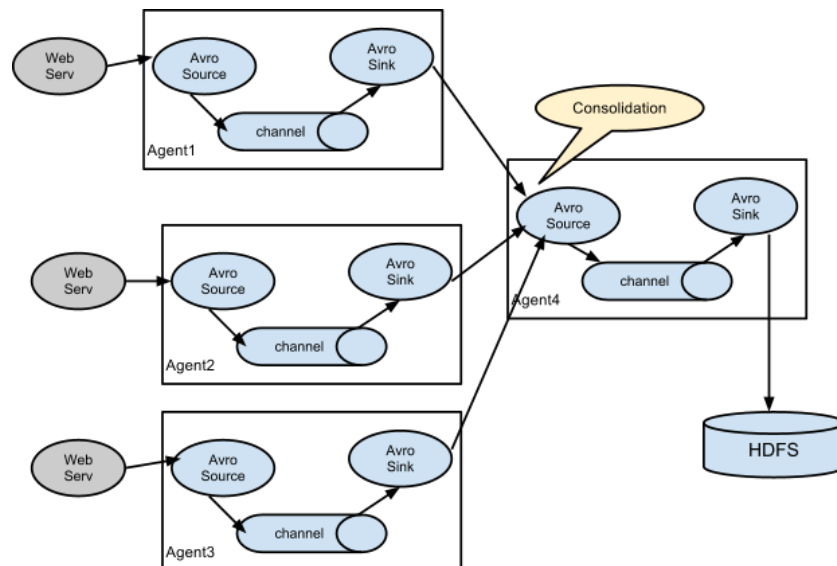 Web
Serv
Avro
Source
Avro
Sink
channel
Agent1
Consolidation
Web
Serv
Avro
Source
Avro
Sink
channel
Agent2
Avro
Source
Avro
Sink
channel
Agent4
Web
Serv
Avro
Source
Avro
Sink
channel
Agent3
HDFS